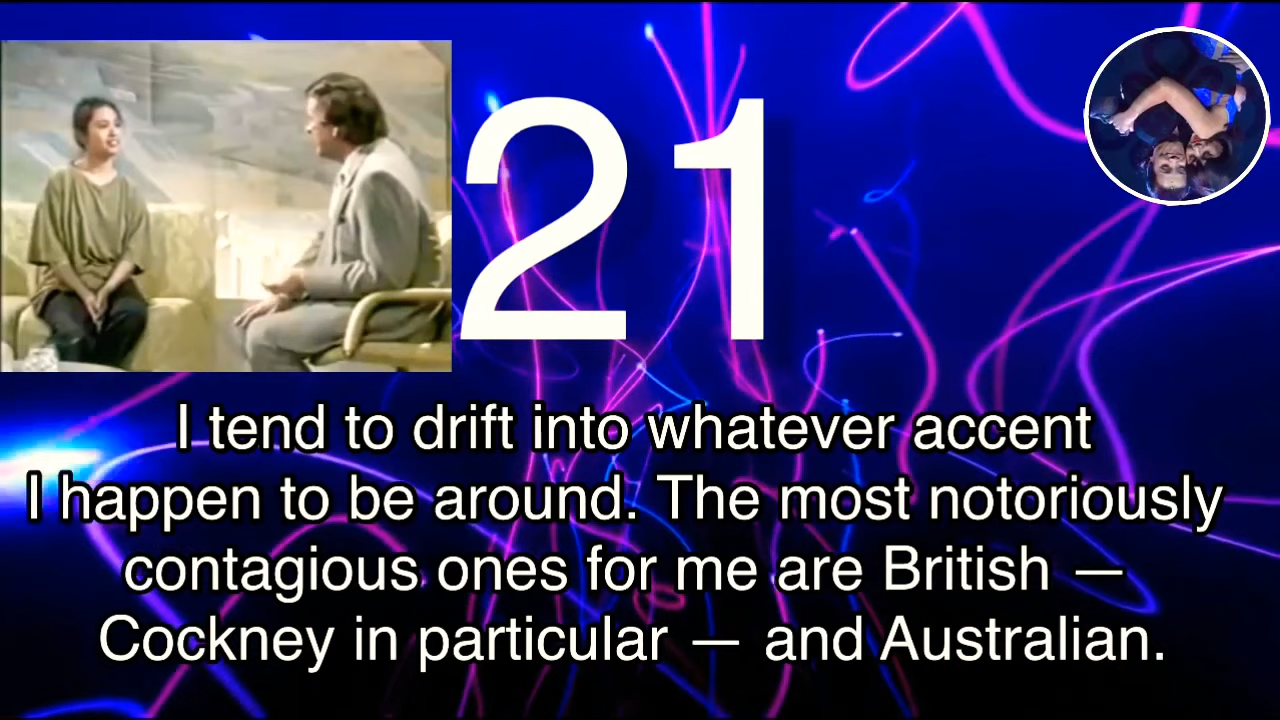 21
I tend to drift into whatever accent
I happen to be around. The most notoriously
contagious ones for me are British —
Cockney in particular — and Australian.